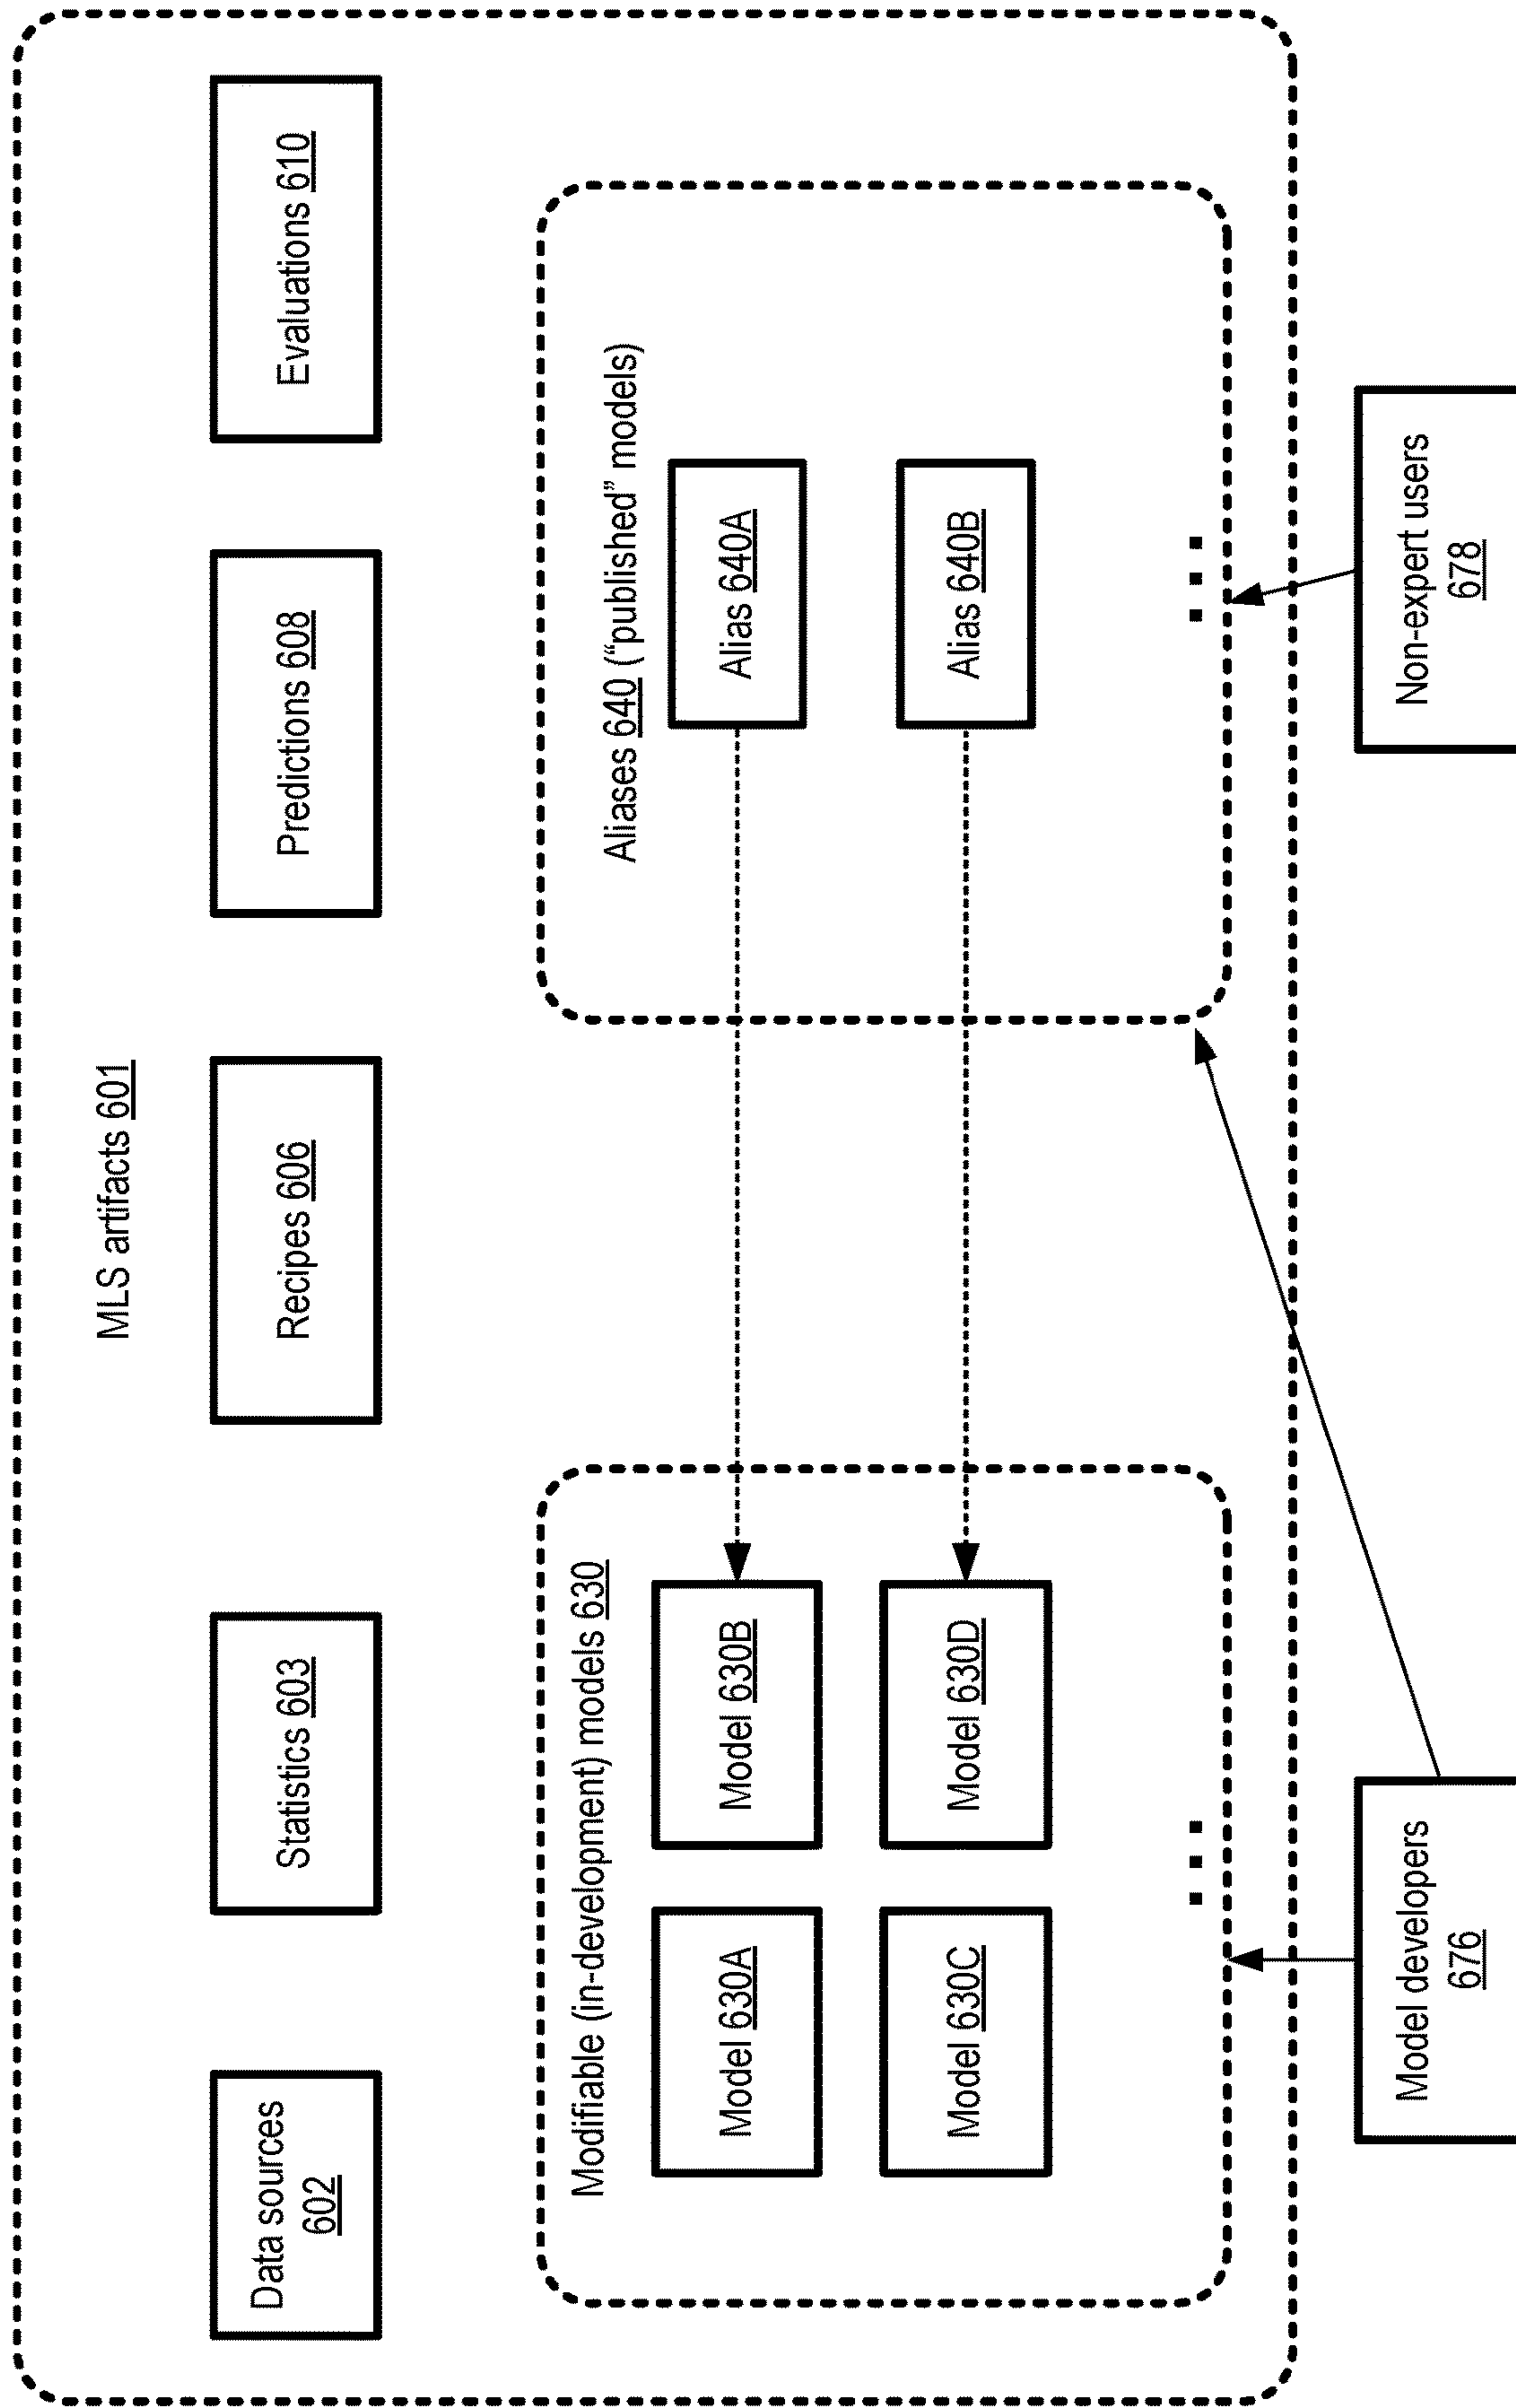 MLS artifacts 601
Data sources
602
Statistics 603
Recipes 606
Predictions 608
Evaluations 610
Modifiable (in-development) models 630
Model 630A
Model 630B
Model 630C
Model 630D
Aliases 640 (“published” models)
Alias 640A
Alias 640B
Model developers
676
Non-expert users
678